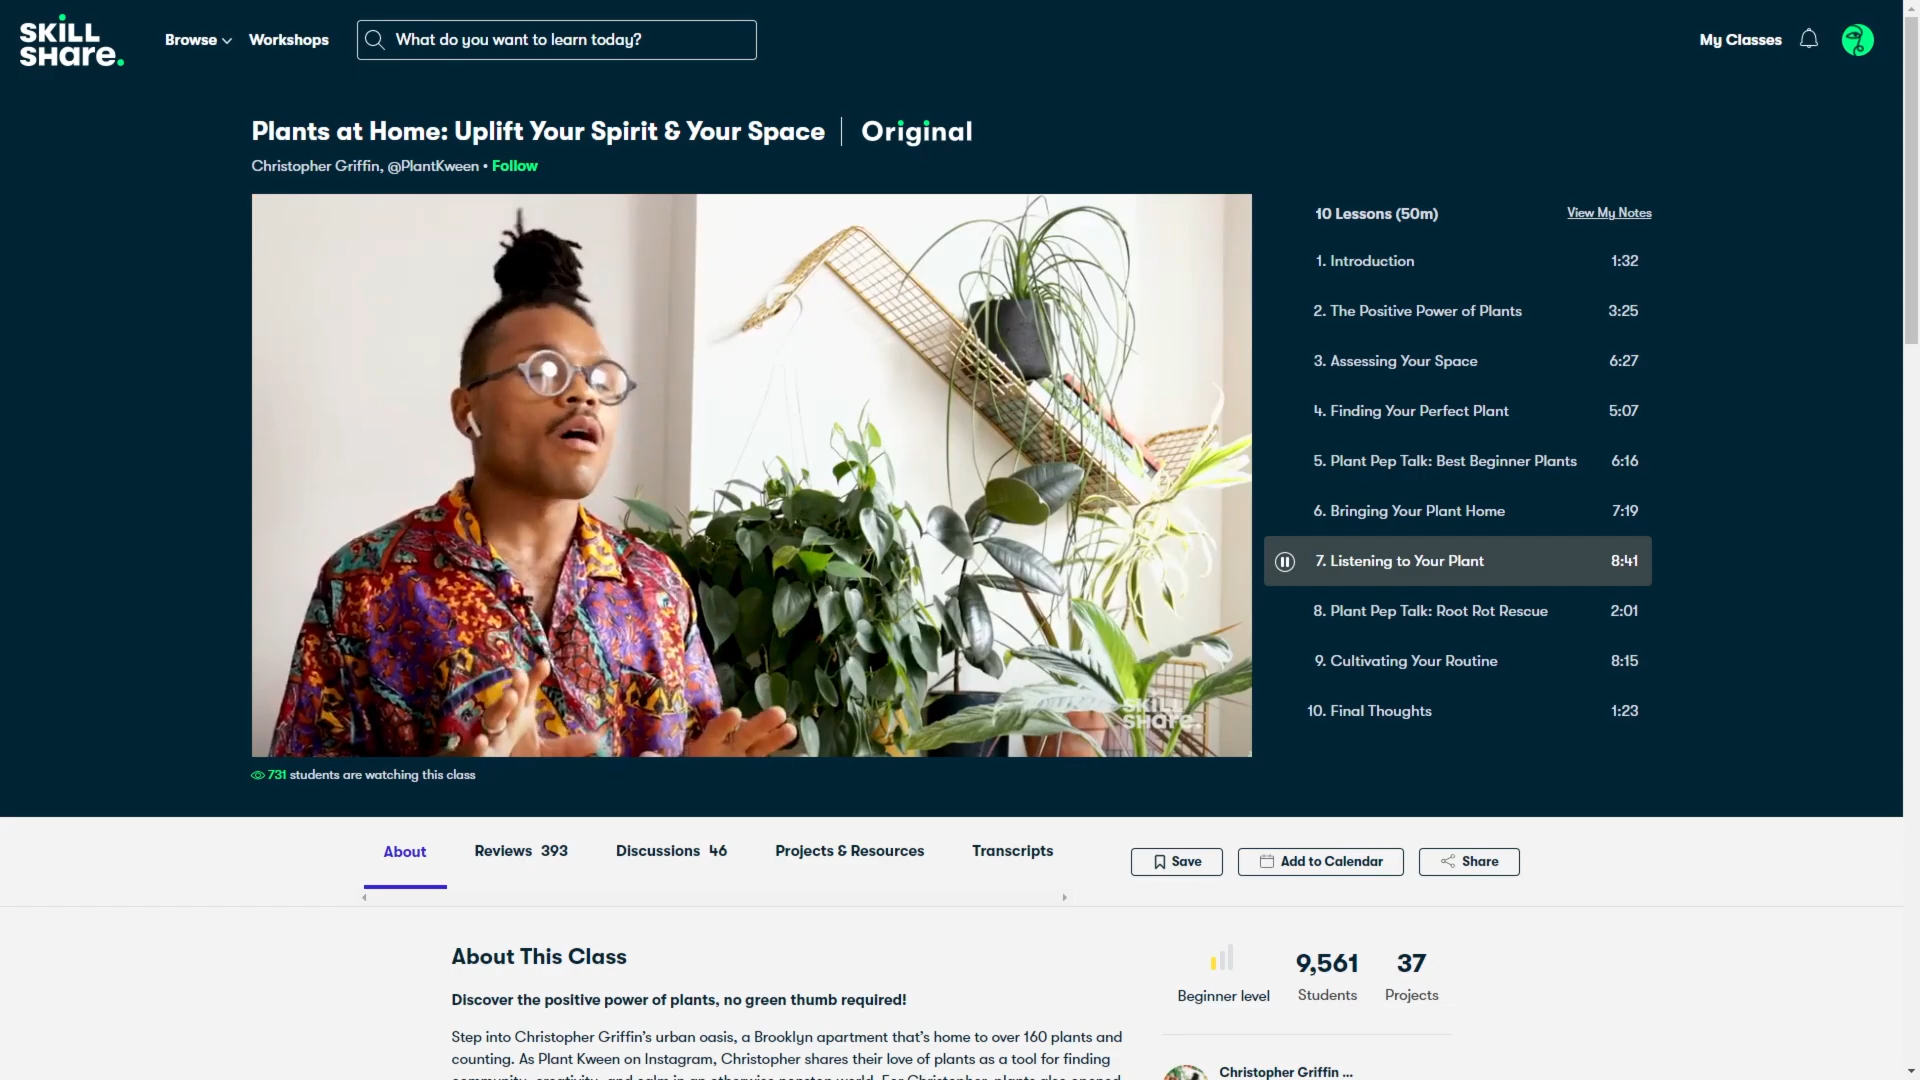 SKILL
SHare.
Browse
Workshops
What do you want to learn today?
My Classes
Plants at Home: Uplift Your Spirit & Your Space
Original
Christopher Griffin, @PlantKween • Follow
10 Lessons (50m)
View My Notes
1. Introduction 1:32
2. The Positive Power of Plants 3:25
3. Assessing Your Space 6:27
4. Finding Your Perfect Plant 5:07
5. Plant Pep Talk: Best Beginner Plants 6:16
6. Bringing Your Plant Home 7:19
7. Listening to Your Plant 8:41
8. Plant Pep Talk: Root Rot Rescue 2:01
9. Cultivating Your Routine 8:15
10. Final Thoughts 1:23
SKILL
SHare.
731 students are watching this class
About
Reviews 393
Discussions 46
Projects & Resources
Transcripts
Save
Add to Calendar
Share
About This Class
Discover the positive power of plants, no green thumb required!
Step into Christopher Griffin's urban oasis, a Brooklyn apartment that's home to over 160 plants and
counting. As Plant Kween on Instagram, Christopher shares their love of plants as a tool for finding
Beginner level
9,561
Students
37
Projects
Christopher Griffin ...